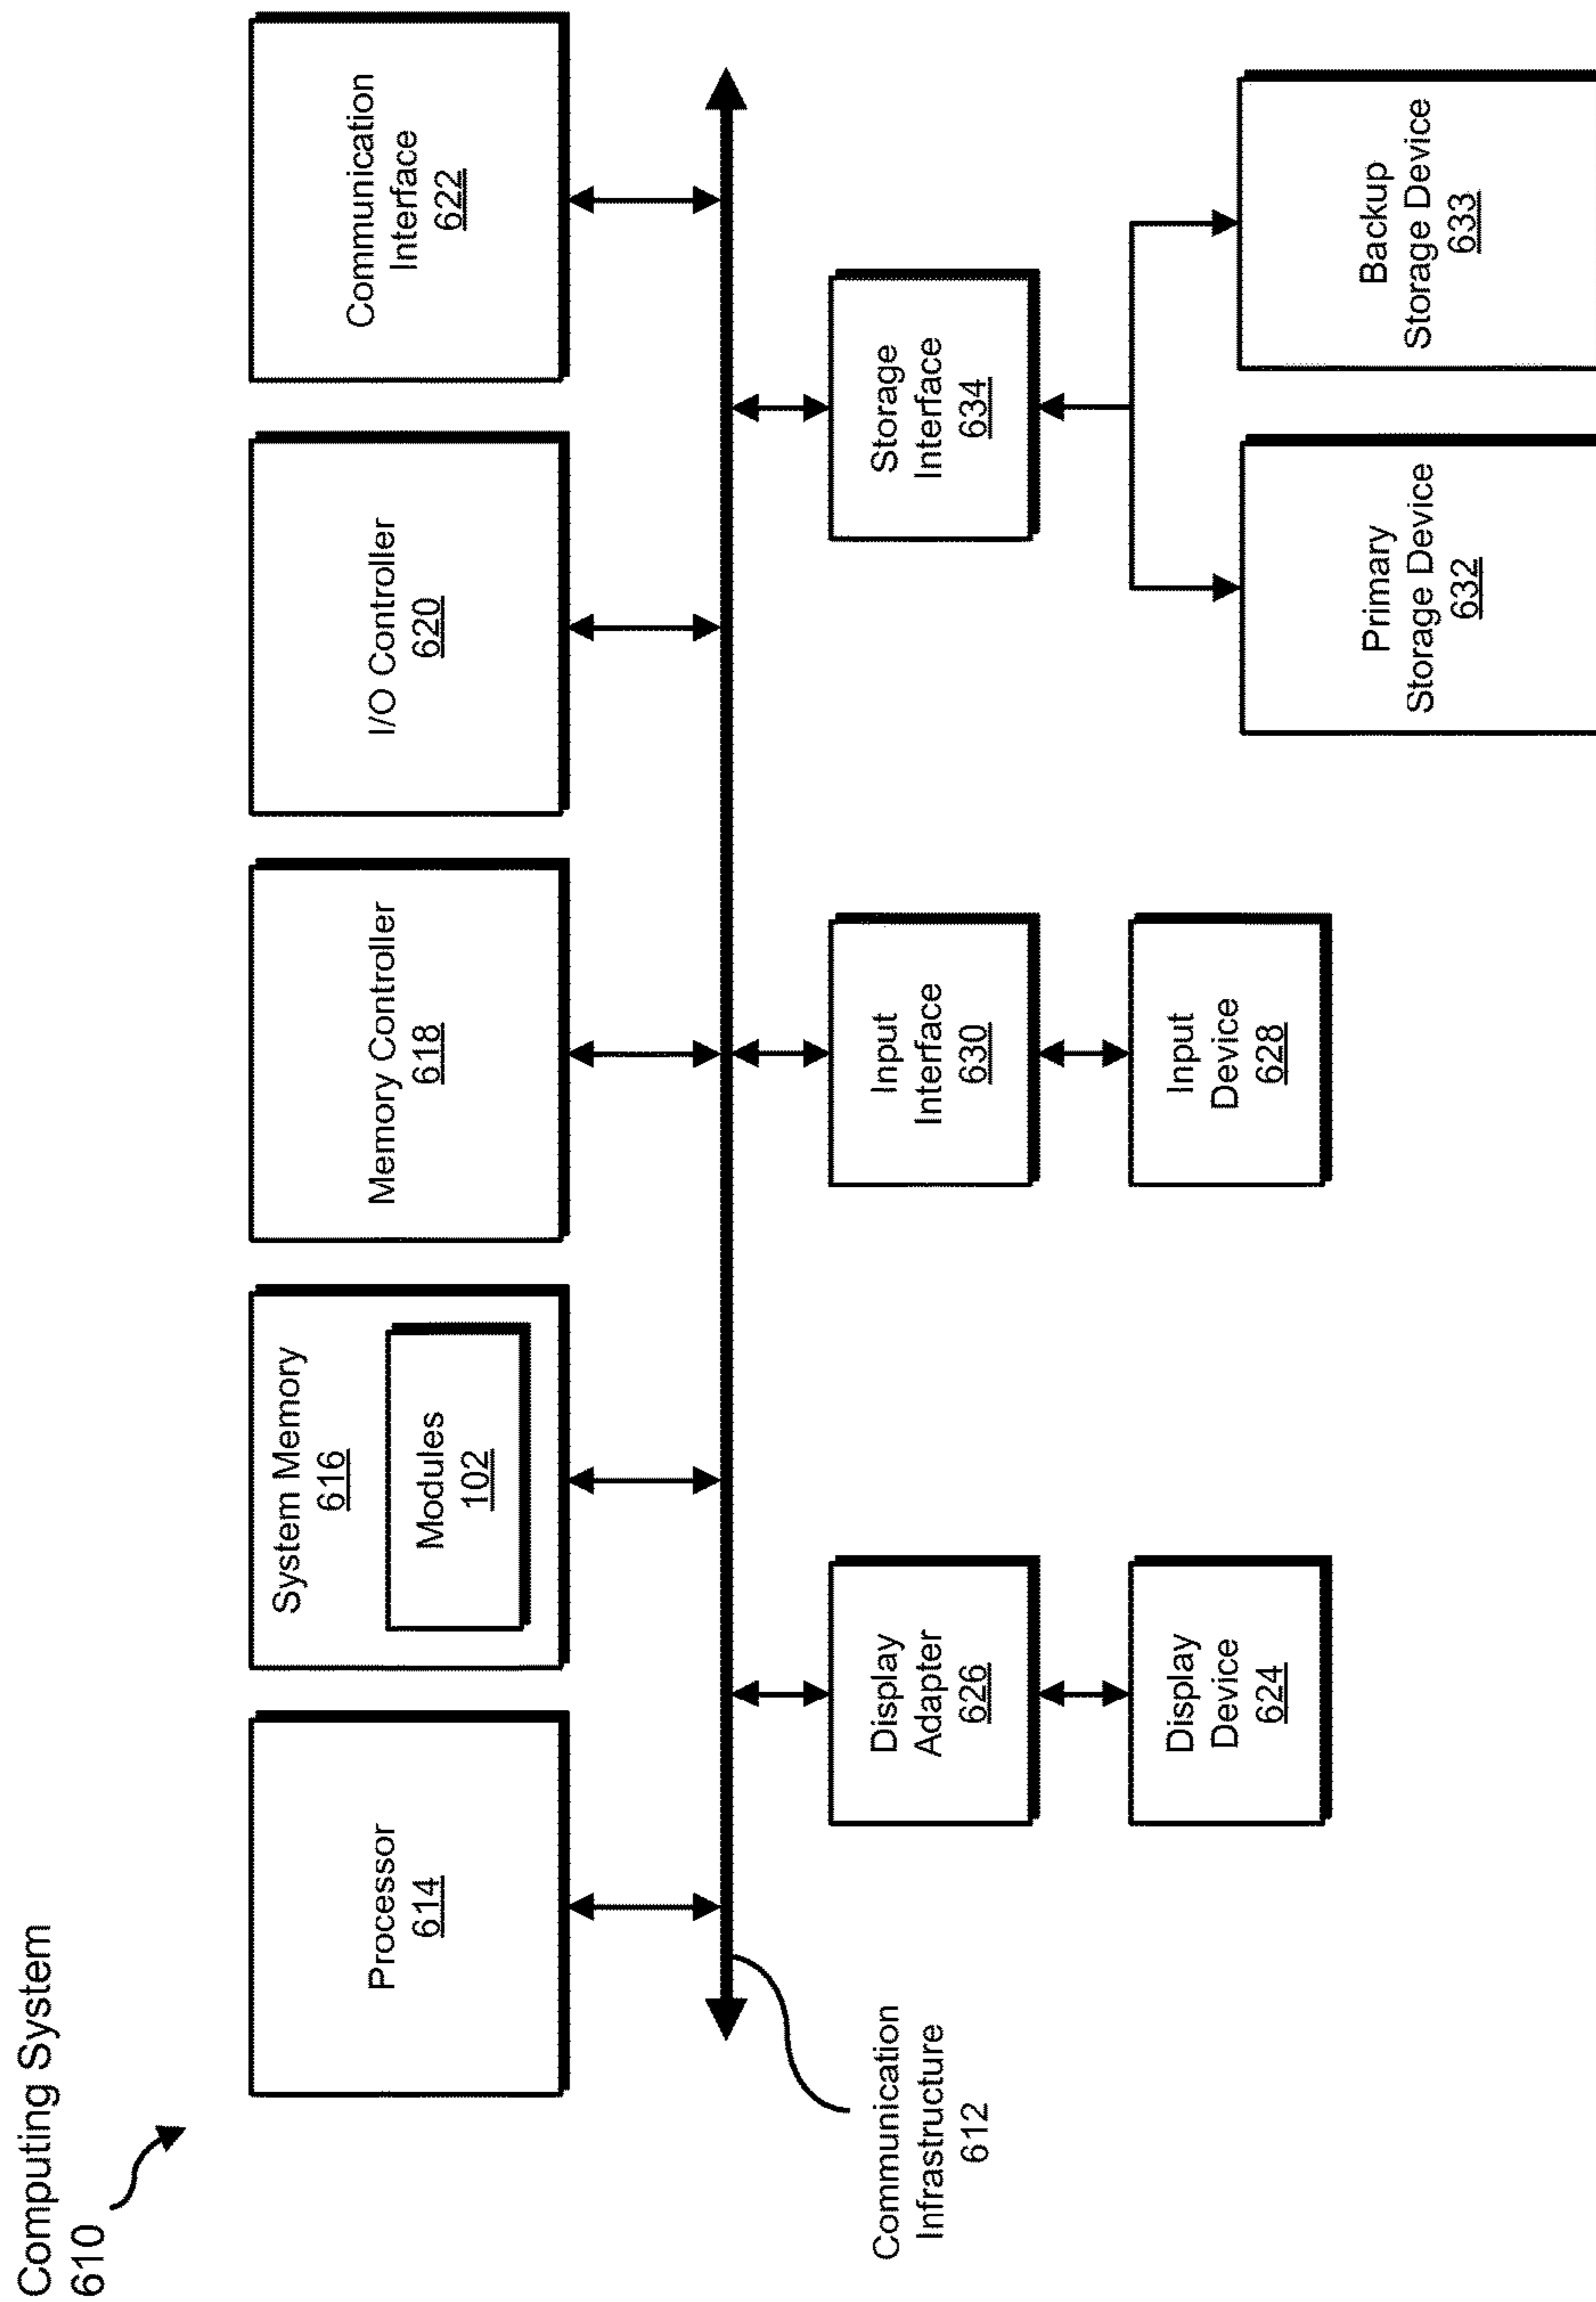 Computing System
610
Processor
614
System Memory
616
Modules
102
Memory Controller
618
I/O Controller
620
Communication
Interface
622
Communication
Infrastructure
612
Display
Adapter
626
Input
Interface
630
Storage
Interface
634
Display
Device
624
Input
Device
628
Primary
Storage Device
632
Backup
Storage Device
633